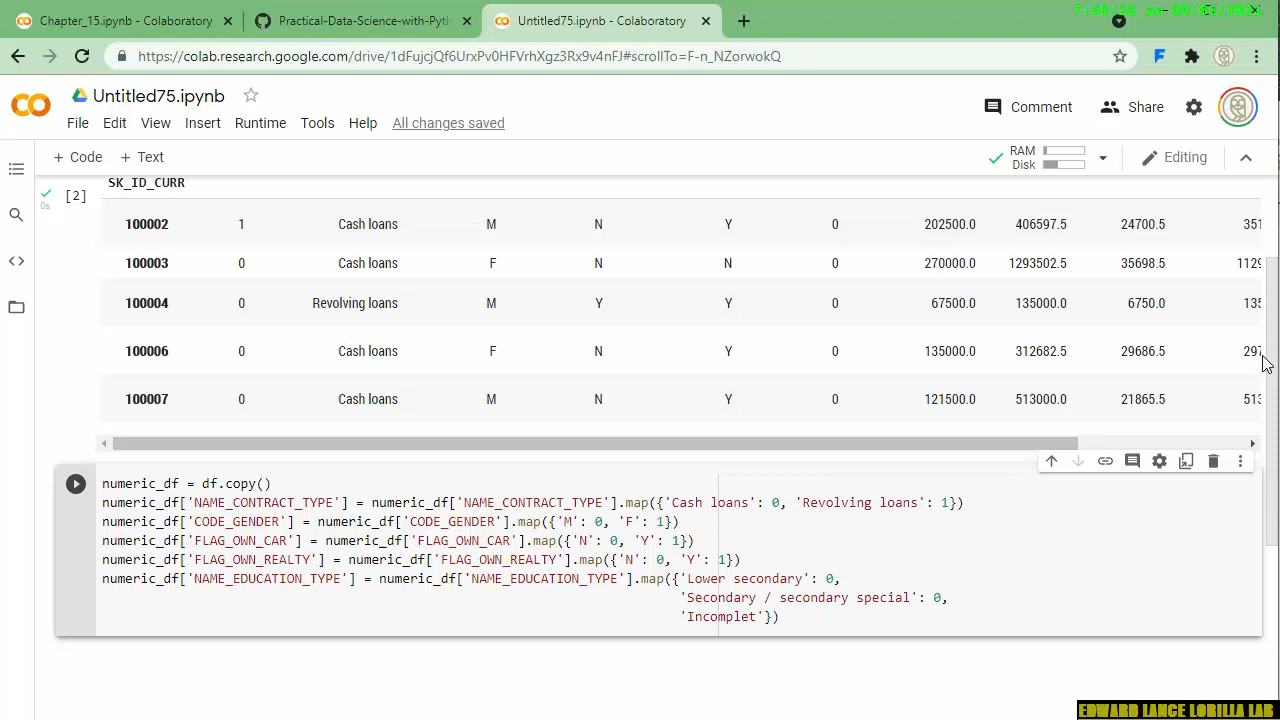 Chapter_15.ipynb - Colaboratory
Practical-Data-Science-with-Pyth
Untitled75.ipynb - Colaboratory
https://colab.research.google.com/drive/1dFujcjQf6UrxPv0HFVrhXgz3Rx9v4nFJ#scrollTo=F-n_NZorwokQ
Untitled75.ipynb
Comment
Share
File Edit View Insert Runtime Tools Help All changes saved
+ Code + Text
RAM
Disk
Editing
[2]
0s
SK_ID_CURR
100002 1 Cash loans M N Y 0 202500.0 406597.5 24700.5 351
100003 0 Cash loans F N N 0 270000.0 1293502.5 35698.5 1129
100004 0 Revolving loans M Y Y 0 67500.0 135000.0 6750.0 135
100006 0 Cash loans F N Y 0 135000.0 312682.5 29686.5 297
100007 0 Cash loans M N Y 0 121500.0 513000.0 21865.5 513
numeric_df = df.copy()
numeric_df['NAME_CONTRACT_TYPE'] = numeric_df['NAME_CONTRACT_TYPE'].map({'Cash loans': 0, 'Revolving loans': 1})
numeric_df['CODE_GENDER'] = numeric_df['CODE_GENDER'].map({'M': 0, 'F': 1})
numeric_df['FLAG_OWN_CAR'] = numeric_df['FLAG_OWN_CAR'].map({'N': 0, 'Y': 1})
numeric_df['FLAG_OWN_REALTY'] = numeric_df['FLAG_OWN_REALTY'].map({'N': 0, 'Y': 1})
numeric_df['NAME_EDUCATION_TYPE'] = numeric_df['NAME_EDUCATION_TYPE'].map({'Lower secondary': 0,
'Secondary / secondary special': 0,
'Incomplet'})
EDWARD LANCE LORILLA LAB